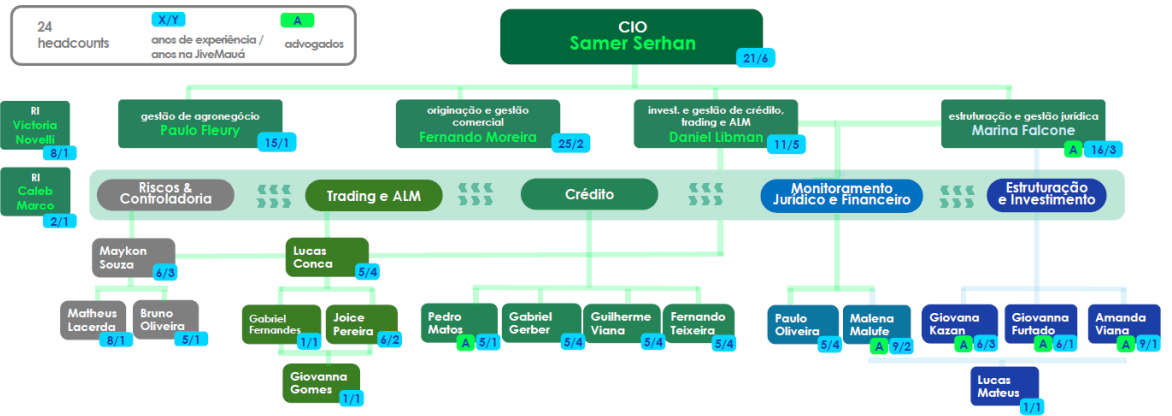 24
headcounts
X/Y
anos de experiência /
anos na JiveMauá
A
advogados
CIO
Samer Serhan
21/6
RI
Victoria
Novelli
8/1
gestão de agronegócio
Paulo Fleury
15/1
originação e gestão
comercial
Fernando Moreira
25/2
invest. e gestão de crédito,
trading e ALM
Daniel Libman
11/5
estruturação e gestão jurídica
Marina Falcone
A
16/3
RI
Caleb
Marco
2/1
Riscos &
Controladoria
Trading e ALM
Crédito
Monitoramento
Jurídico e Financeiro
Estruturação
e Investimento
Maykon
Souza
6/3
Lucas
Conca
5/4
Matheus
Lacerda
8/1
Bruno
Oliveira
5/1
Gabriel
Fernandes
1/1
Joice
Pereira
6/2
Pedro
Matos
A
5/1
Gabriel
Gerber
5/4
Guilherme
Viana
5/4
Fernando
Teixeira
5/4
Paulo
Oliveira
5/4
Malena
Malufe
A
9/2
Giovana
Kazan
A
6/3
Giovanna
Furtado
A
6/1
Amanda
Viana
A
9/1
Giovanna
Gomes
1/1
Lucas
Mateus
1/1